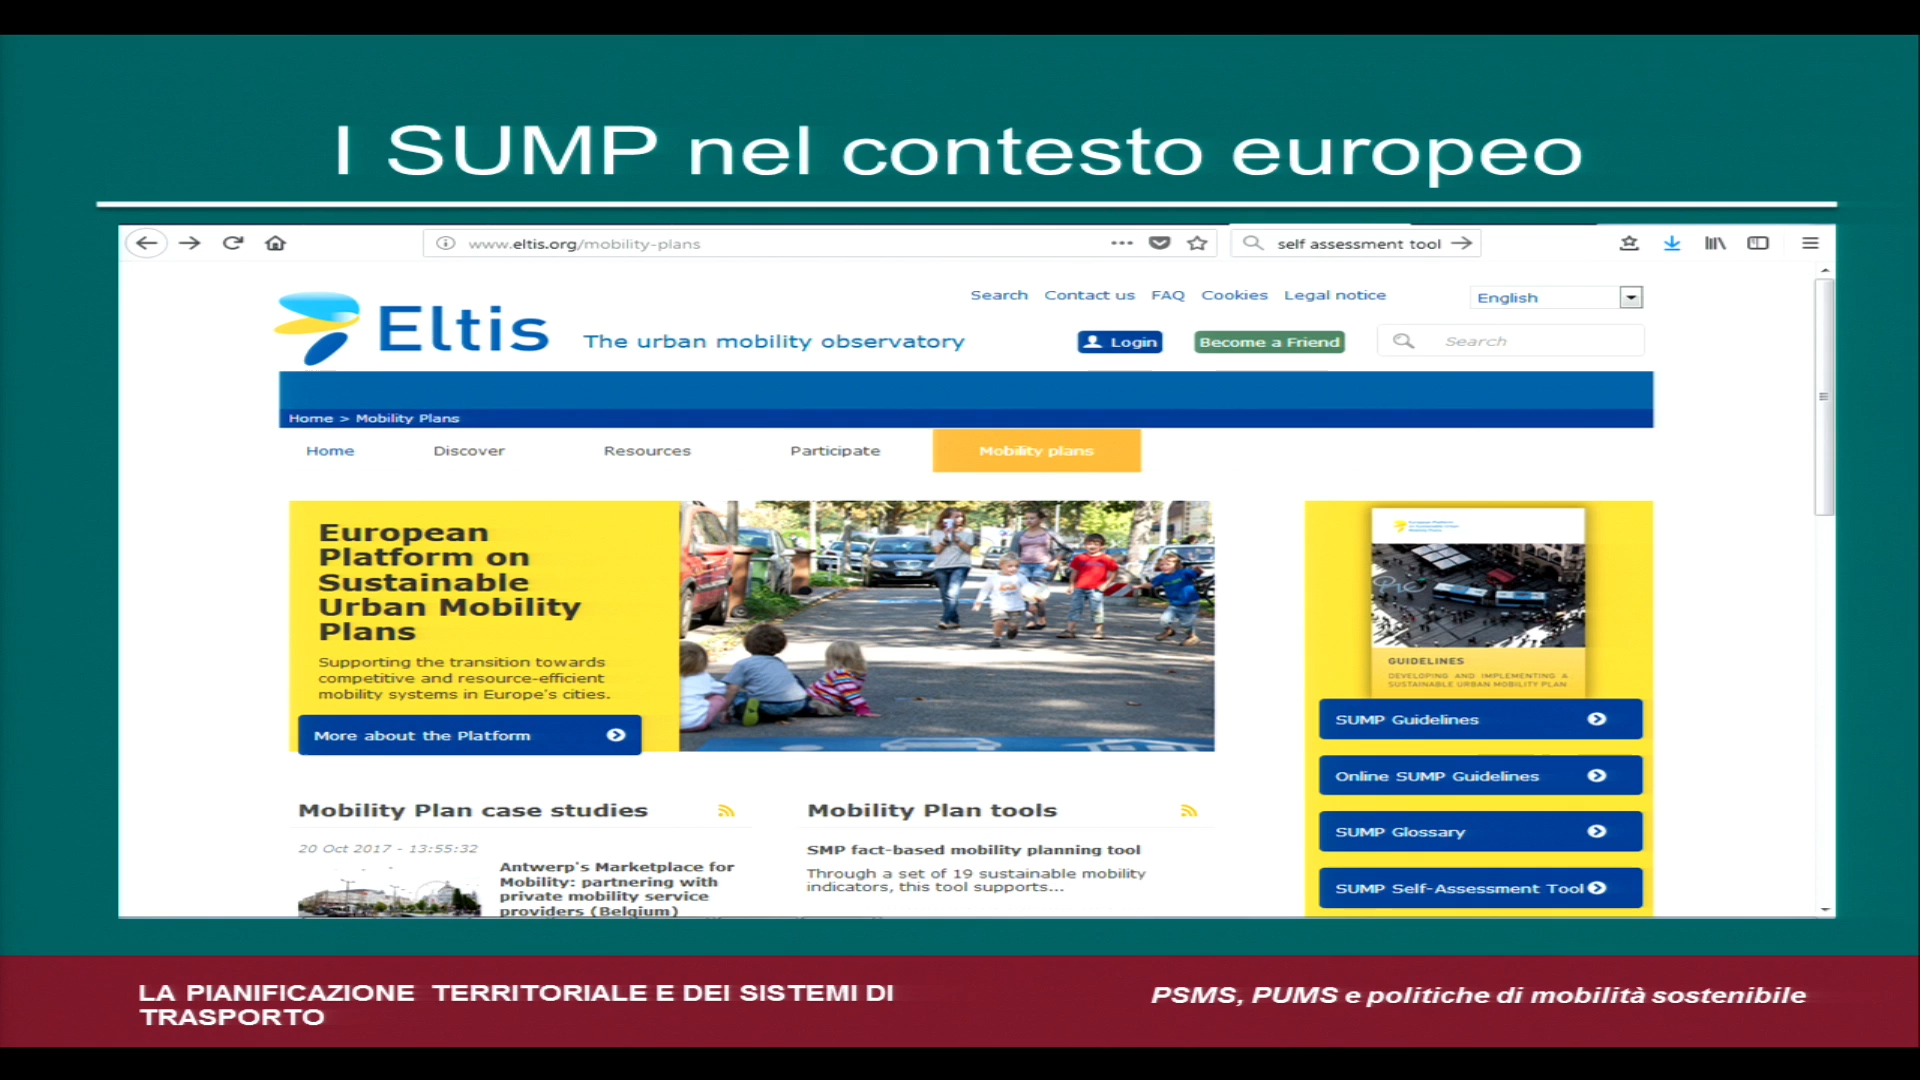 I SUMP nel contesto europeo
www.eltis.org/mobility-plans
self assessment tool
Search Contact us FAQ Cookies Legal notice
English
Eltis
The urban mobility observatory
Login
Become a Friend
Search
Home > Mobility Plans
Home Discover Resources Participate Mobility plans
European
Platform on
Sustainable
Urban Mobility
Plans
Supporting the transition towards
competitive and resource-efficient
mobility systems in Europe's cities.
More about the Platform
GUIDELINES
DEVELOPING AND IMPLEMENTING A
SUSTAINABLE URBAN MOBILITY PLAN
SUMP Guidelines
Online SUMP Guidelines
SUMP Glossary
SUMP Self-Assessment Tool
Mobility Plan case studies
20 Oct 2017 - 13:55:32
Antwerp's Marketplace for
Mobility: partnering with
private mobility service
providers (Belgium)
Mobility Plan tools
SMP fact-based mobility planning tool
Through a set of 19 sustainable mobility
indicators, this tool supports...
LA PIANIFICAZIONE TERRITORIALE E DEI SISTEMI DI
TRASPORTO
PSMS, PUMS e politiche di mobilità sostenibile